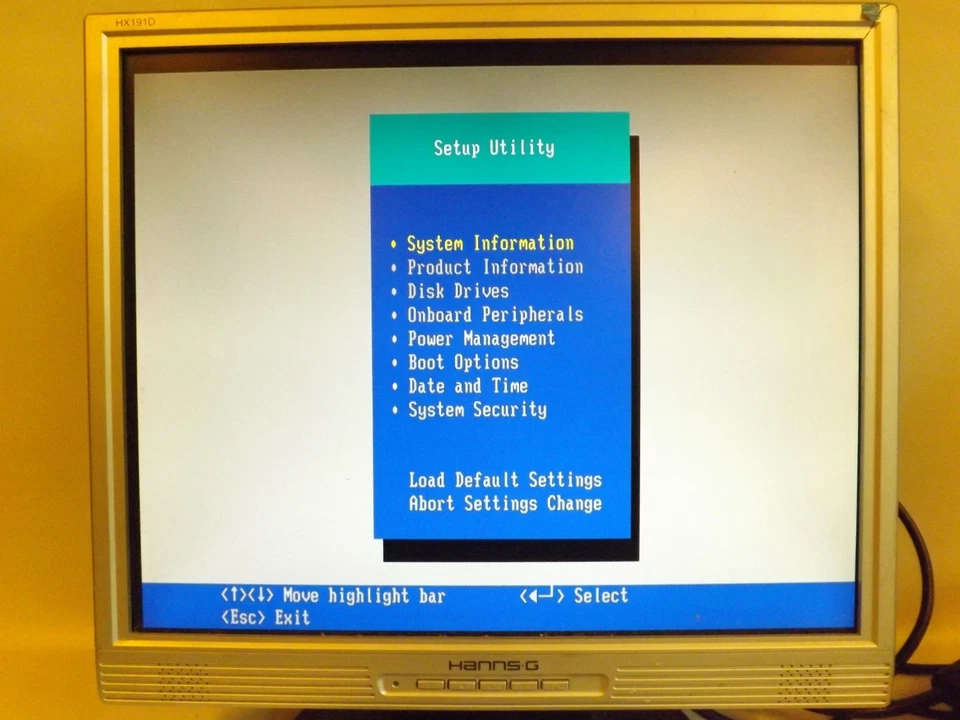 HX191D
Setup Utility
• System Information
• Product Information
• Disk Drives
• Onboard Peripherals
• Power Management
• Boot Options
• Date and Time
• System Security
Load Default Settings
Abort Settings Change
<↑><↓> Move highlight bar <↵> Select
<Esc> Exit
HANNS·G